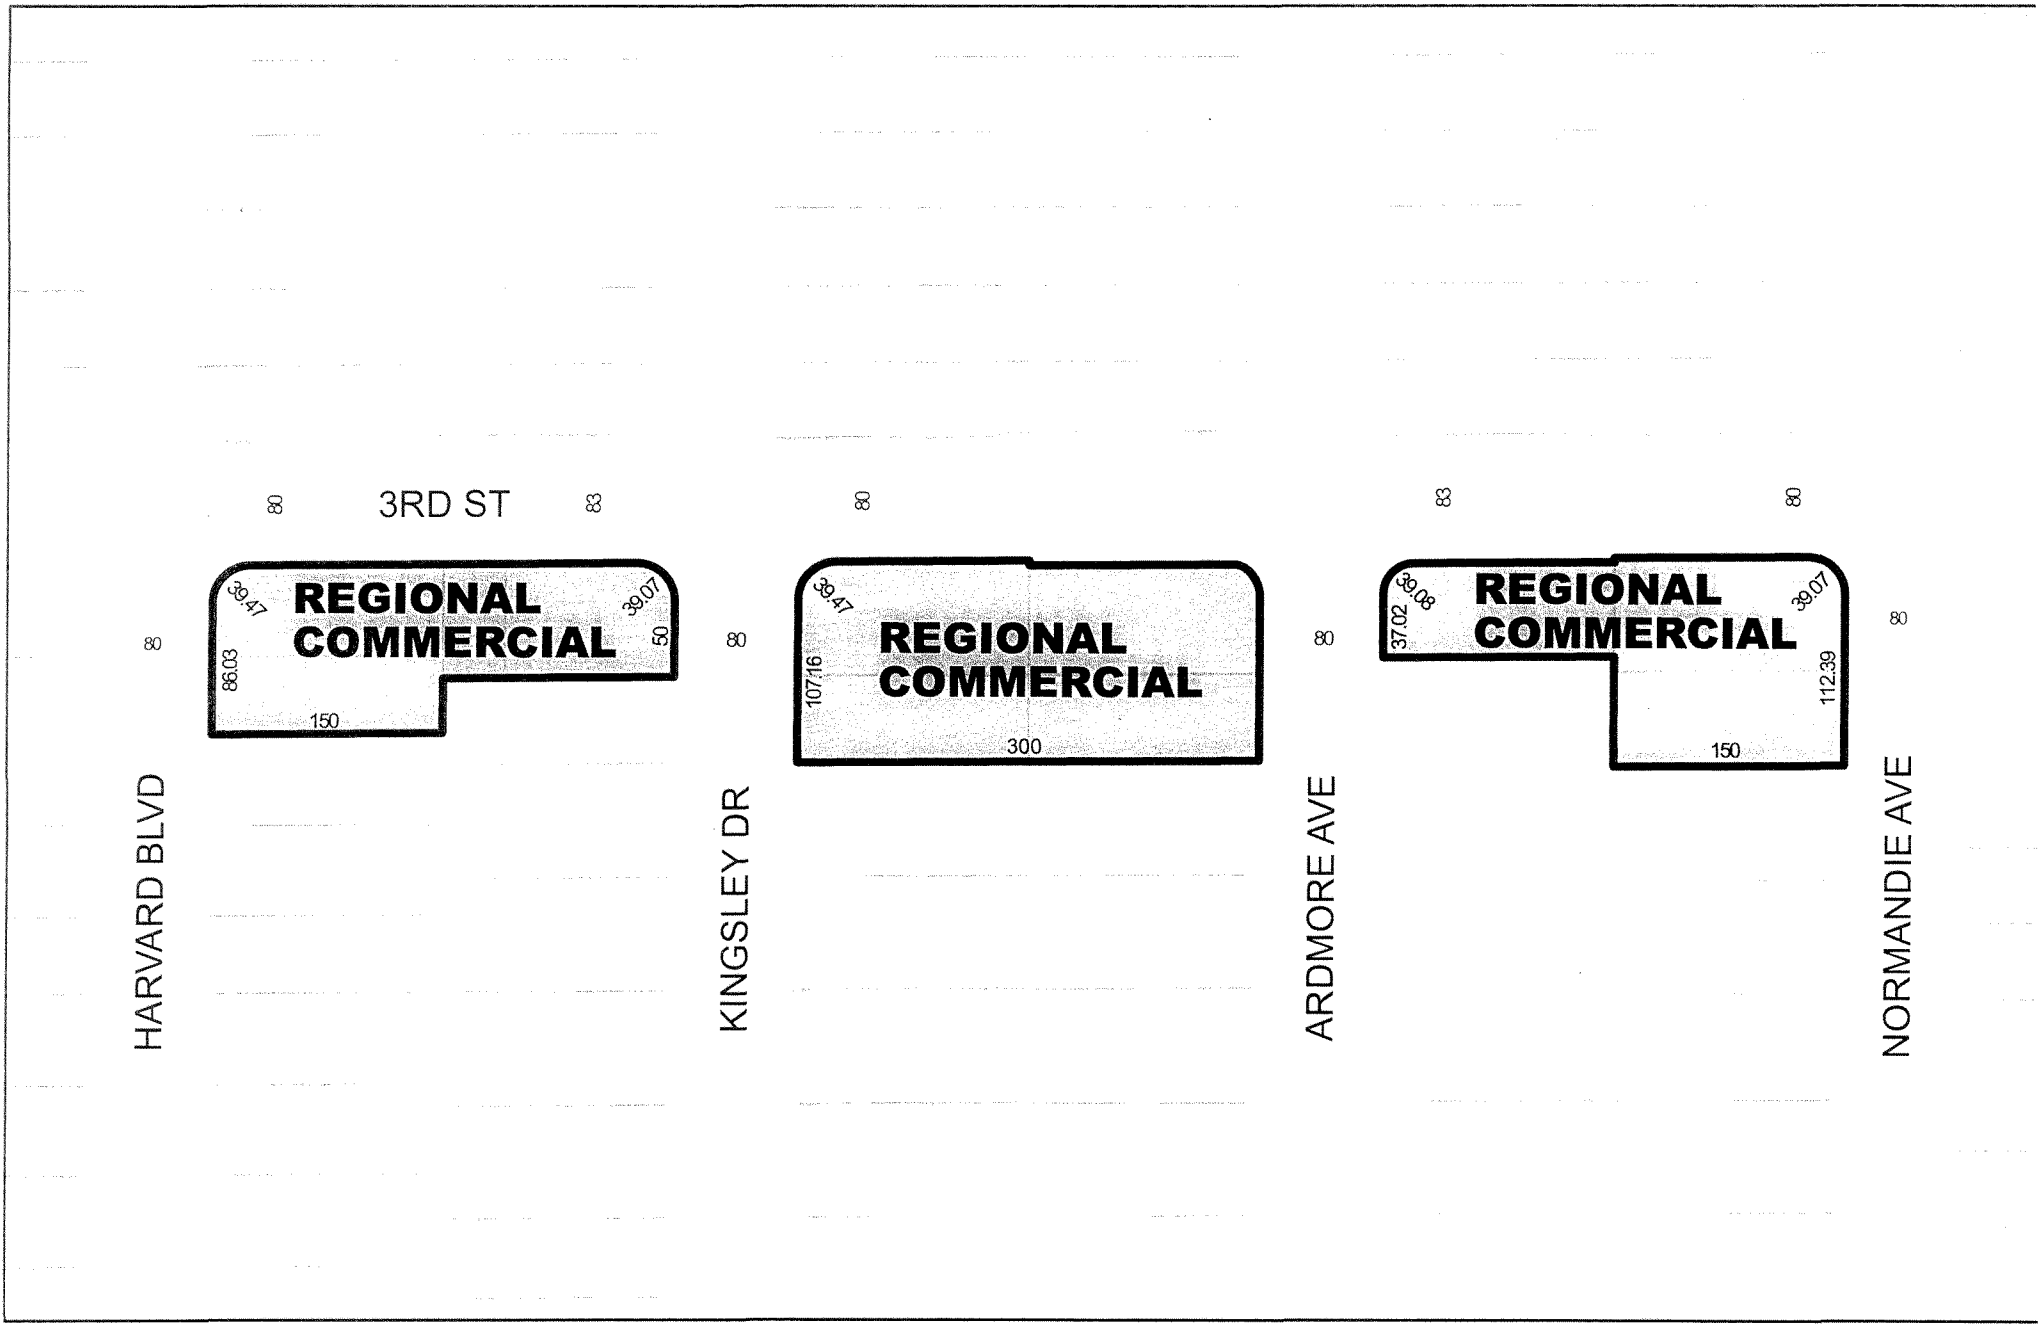 80
3RD ST
83
80
83
80
39.47
REGIONAL
COMMERCIAL
39.07
50
86.03
150
80
80
39.47
REGIONAL
COMMERCIAL
107.16
300
80
39.08
37.02
REGIONAL
COMMERCIAL
39.07
112.39
150
80
HARVARD BLVD
KINGSLEY DR
ARDMORE AVE
NORMANDIE AVE